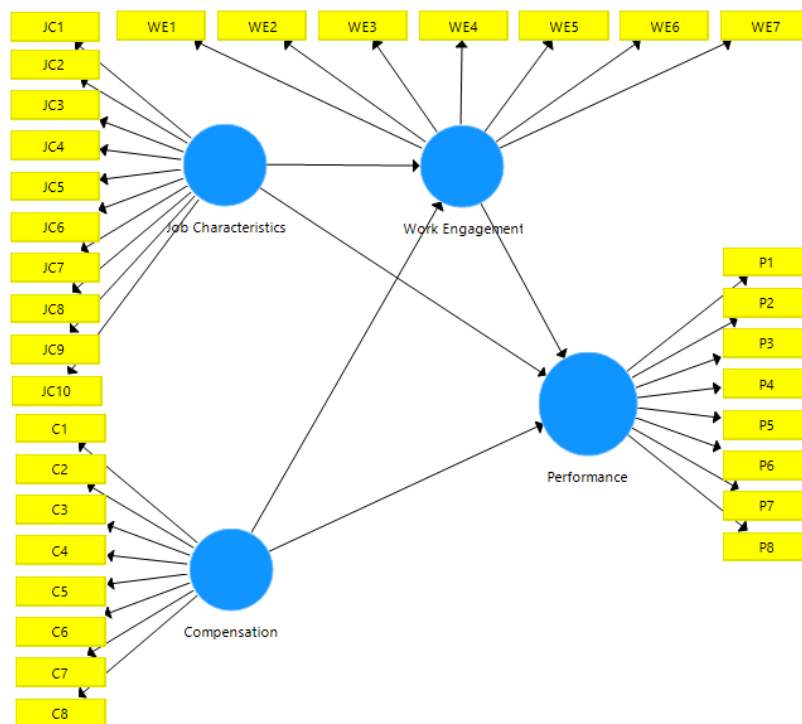 JC1
WE1
WE2
WE3
WE4
WE5
WE6
WE7
JC2
JC3
JC4
JC5
JC6
JC7
JC8
JC9
JC10
Job Characteristics
Work Engagement
P1
P2
P3
P4
P5
P6
P7
P8
Performance
C1
C2
C3
C4
C5
C6
C7
C8
Compensation